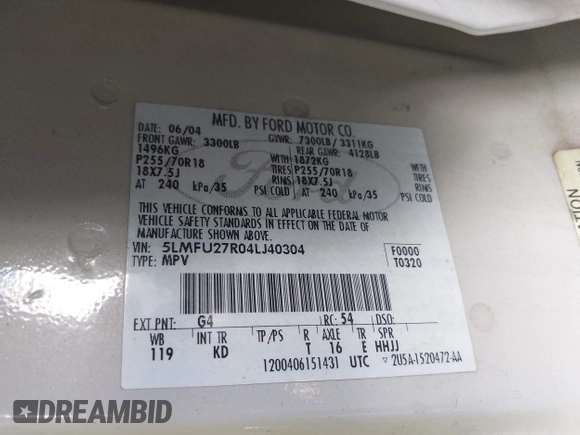 MFD. BY FORD MOTOR CO.
DATE: 06/04 GVWR: 7300LB / 3311KG
FRONT GAWR: 3300LB REAR GAWR: 4128LB
1496KG WITH 1872KG WITH
P255/70R18 TIRES P255/70R18 TIRES
18X7.5J RIMS 18X7.5J RIMS
AT 240 kPa/35 PSI COLD AT 240 kPa/35 PSI COLD
Ford
THIS VEHICLE CONFORMS TO ALL APPLICABLE FEDERAL MOTOR
VEHICLE SAFETY STANDARDS IN EFFECT ON THE DATE OF
MANUFACTURE SHOWN ABOVE.
VIN: 5LMFU27R04LJ40304 F0000
TYPE: MPV T0320
EXT PNT: G4 RC: 54 DSO:
WB INT TR TP/PS R AXLE TR
119 KD T 16 E HHJJ
1200406151431 UTC 2U5A-1520472-AA
DREAMBID